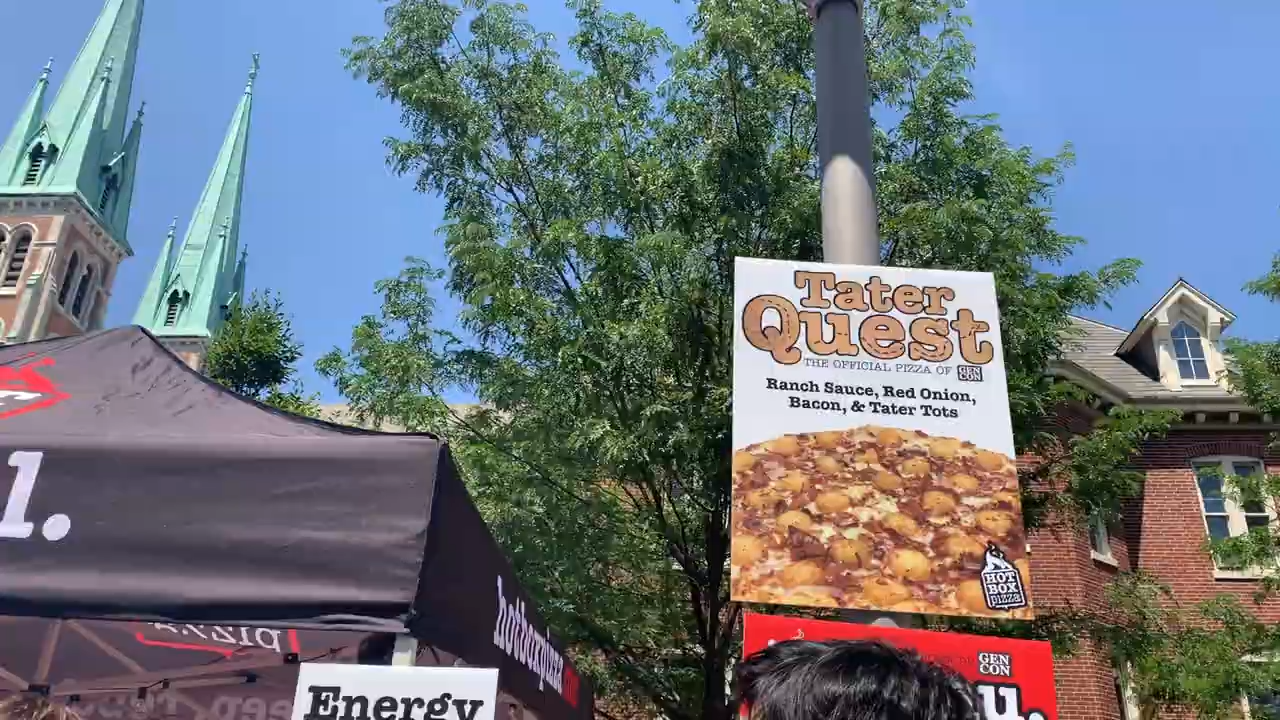 Tater
Quest
THE OFFICIAL PIZZA OF GEN CON
Ranch Sauce, Red Onion,
Bacon, & Tater Tots
HOT
BOX
pizza
GEN
CON
u.
l.
hotboxpizza
pizza
Energy